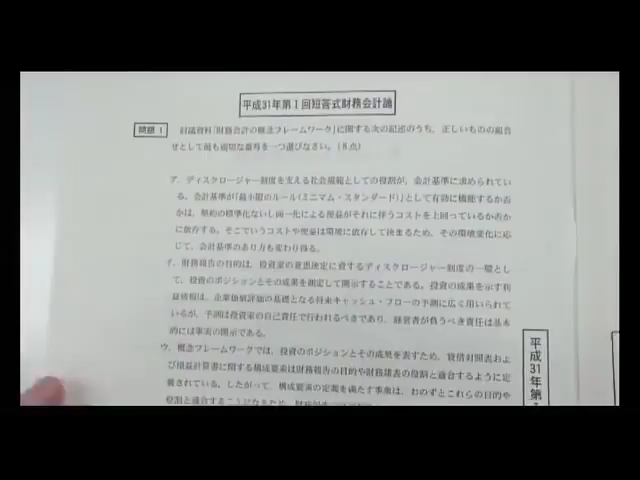 平成31年第1回短答式財務会計論
問題 1 討議資料「財務会計の概念フレームワーク」に関する次の記述のうち、正しいものの組合
せとして最も適切な番号を一つ選びなさい。(8点)
ア．ディスクロージャー制度を支える社会規範としての役割が、会計基準に求められてい
る。会計基準が「最小限のルール(ミニマム・スタンダード)」として有効に機能するか否
かは、契約の標準化ないし画一化による便益がそれに伴うコストを上回っているか否か
に依存する。そこでいうコストや便益は環境に依存して決まるため、その環境変化に応
じて、会計基準のあり方も変わり得る。
イ．財務報告の目的は、投資家の意思決定に資するディスクロージャー制度の一環とし
て、投資のポジションとその成果を測定して開示することである。投資の成果を示す利
益情報は、企業価値評価の基礎となる将来キャッシュ・フローの予測に広く用いられて
いるが、予測は投資家の自己責任で行われるべきであり、経営者が負うべき責任は基本
的には事実の開示である。
ウ．概念フレームワークでは、投資のポジションとその成果を表すため、貸借対照表およ
び損益計算書に関する構成要素は財務報告の目的や財務諸表の役割と適合するように定
義されている。したがって、構成要素の定義を満たす事象は、おのずとこれらの目的や
役割と適合することになるため、
平成31年第